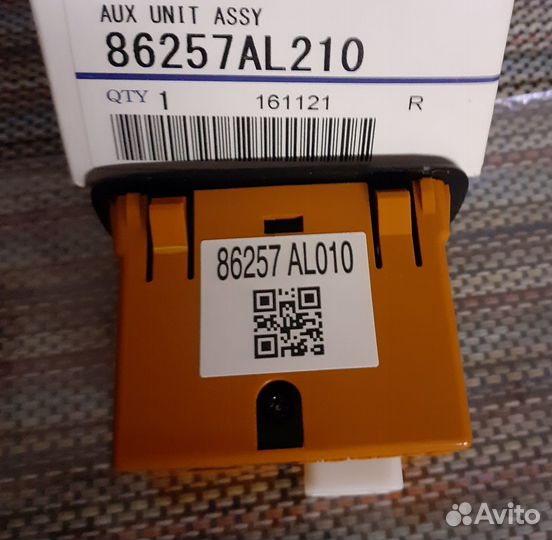 AUX UNIT ASSY
86257AL210
QTY 1 161121 R
86257 AL010
Avito